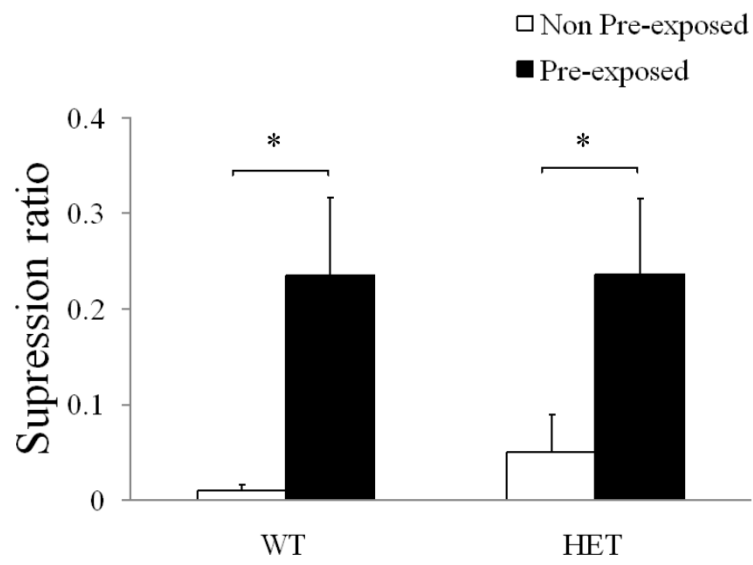 Non Pre-exposed
Pre-exposed
Supression ratio
0.4
0.3
0.2
0.1
0
*
*
WT
HET